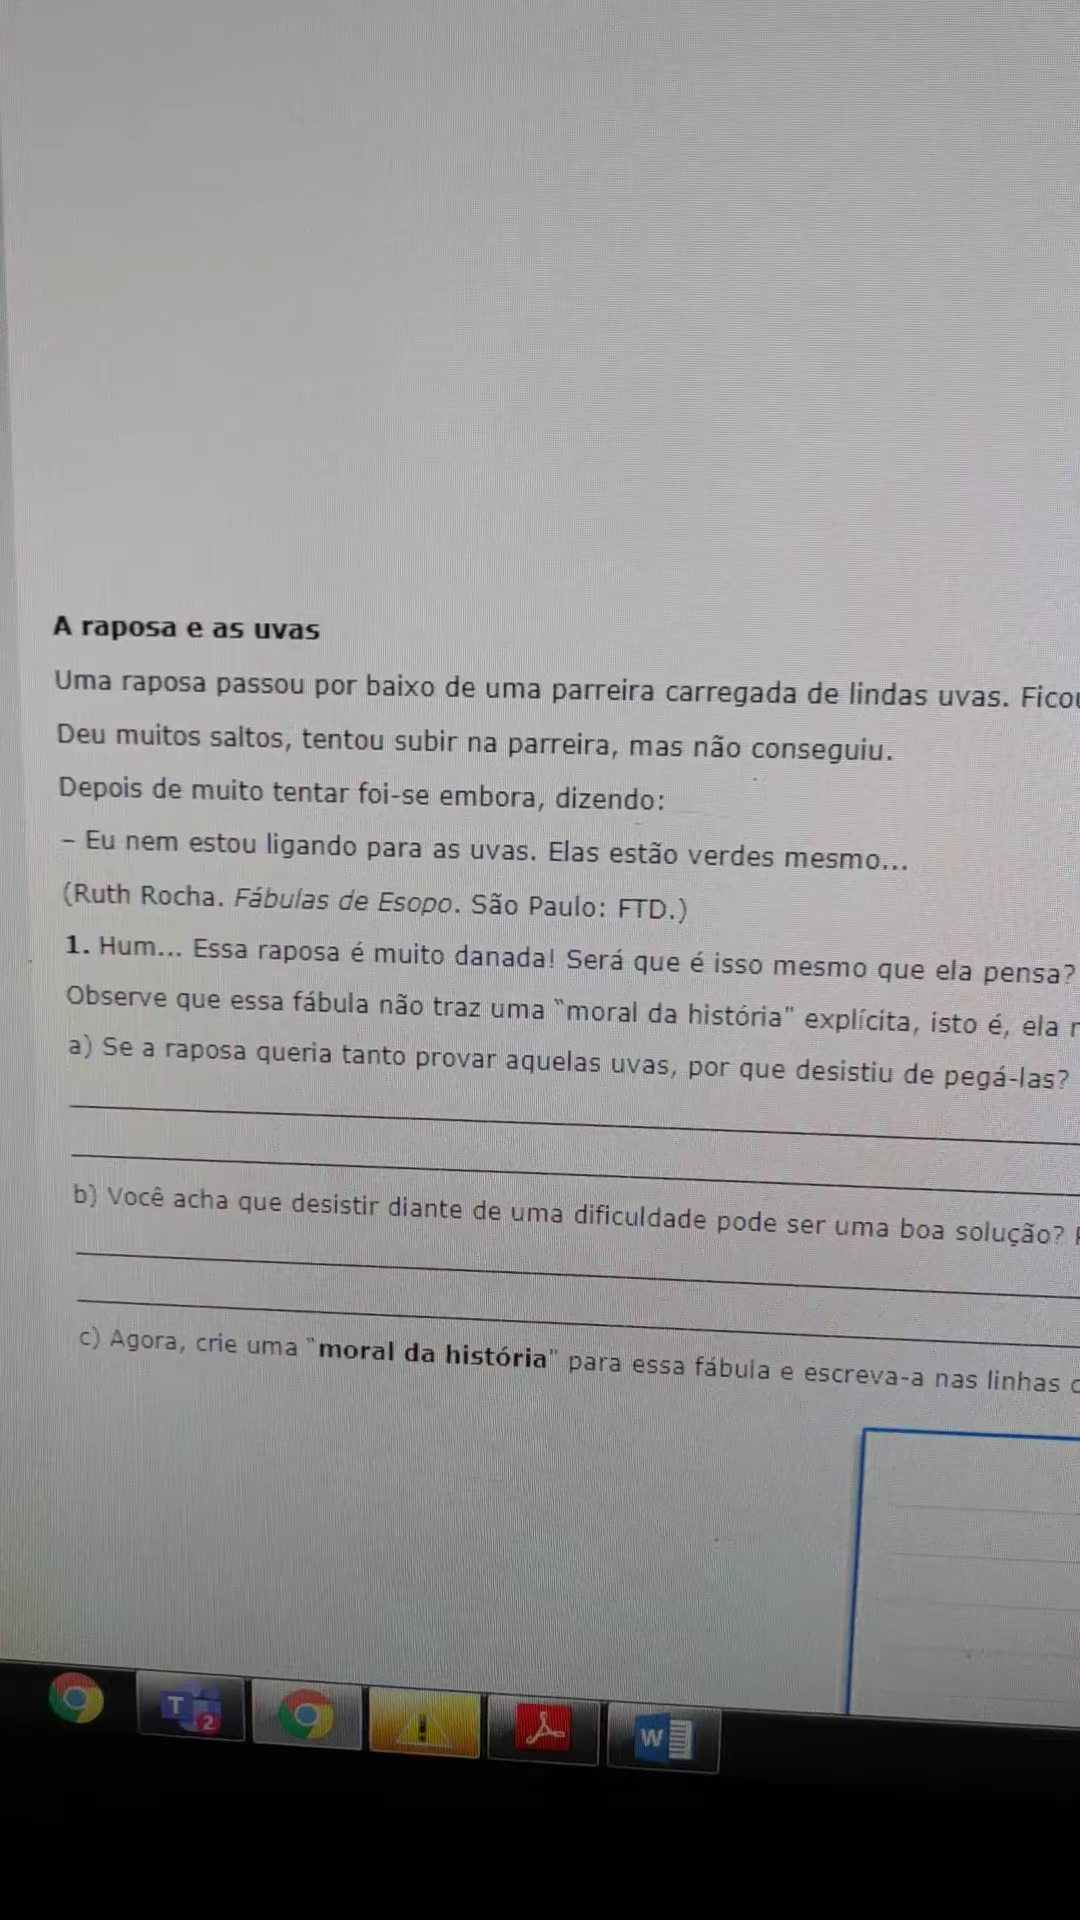 A raposa e as uvas
Uma raposa passou por baixo de uma parreira carregada de lindas uvas. Ficou
Deu muitos saltos, tentou subir na parreira, mas não conseguiu.
Depois de muito tentar foi-se embora, dizendo:
– Eu nem estou ligando para as uvas. Elas estão verdes mesmo...
(Ruth Rocha. Fábulas de Esopo. São Paulo: FTD.)
1. Hum... Essa raposa é muito danada! Será que é isso mesmo que ela pensa?
Observe que essa fábula não traz uma “moral da história” explícita, isto é, ela
a) Se a raposa queria tanto provar aquelas uvas, por que desistiu de pegá-las?
b) Você acha que desistir diante de uma dificuldade pode ser uma boa solução?
c) Agora, crie uma “moral da história” para essa fábula e escreva-a nas linhas
T 2
W